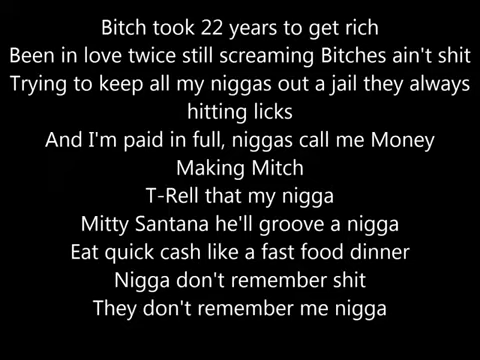 Bitch took 22 years to get rich
Been in love twice still screaming Bitches ain't shit
Trying to keep all my niggas out a jail they always
hitting licks
And I'm paid in full, niggas call me Money
Making Mitch
T-Rell that my nigga
Mitty Santana he'll groove a nigga
Eat quick cash like a fast food dinner
Nigga don't remember shit
They don't remember me nigga